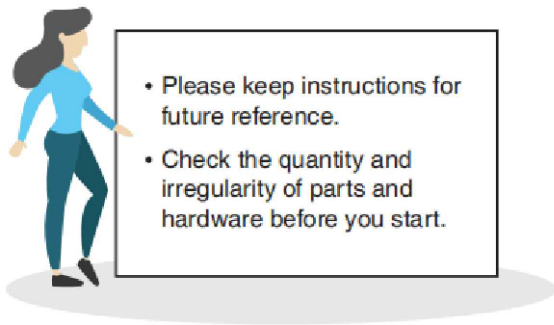 • Please keep instructions for
future reference.
• Check the quantity and
irregularity of parts and
hardware before you start.